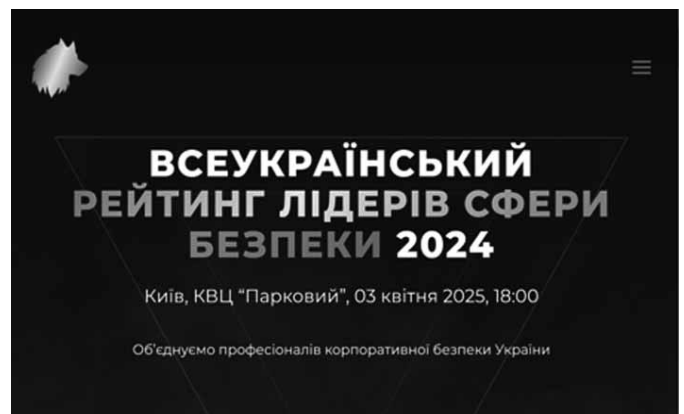 ВСЕУКРАЇНСЬКИЙ
РЕЙТИНГ ЛІДЕРІВ СФЕРИ
БЕЗПЕКИ 2024
Київ, КВЦ “Парковий”, 03 квітня 2025, 18:00
Об’єднуємо професіоналів корпоративної безпеки України